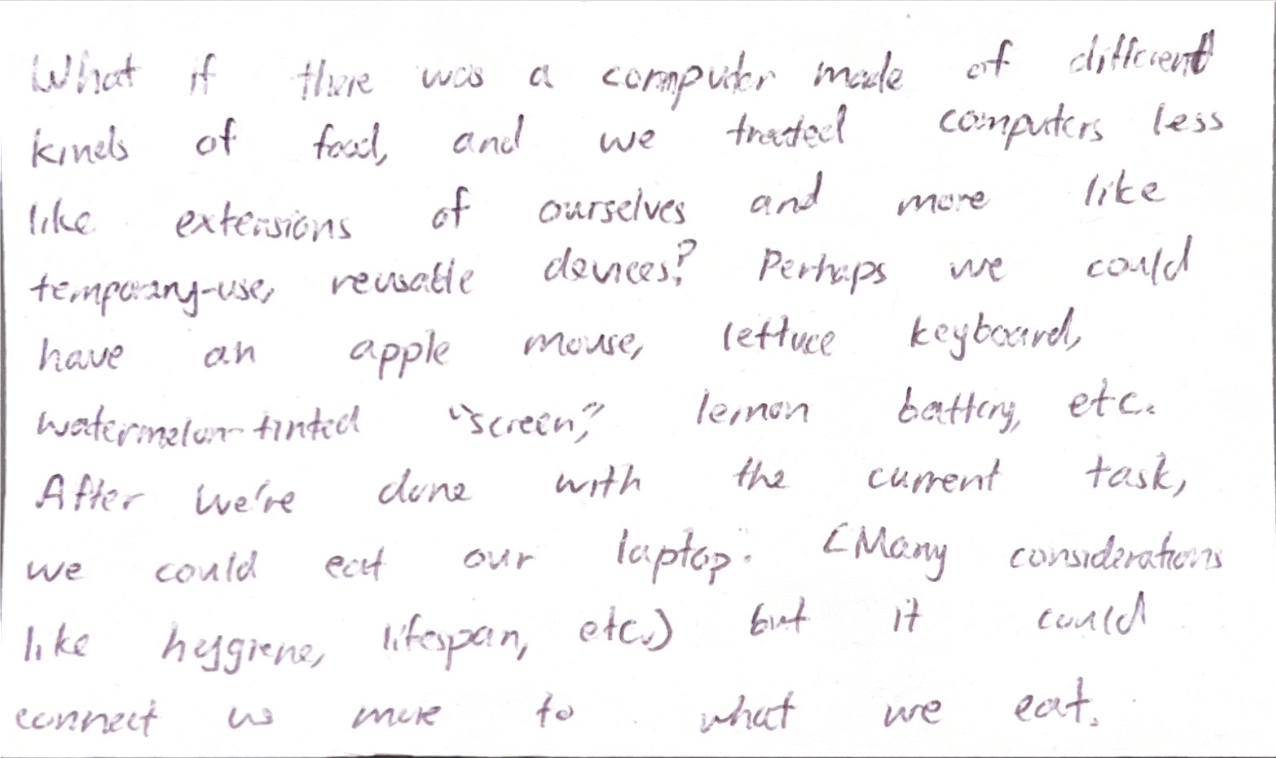 What if there was a computer made of different
kinds of food, and we treated computers less
like extensions of ourselves and more like
temporary-use, reusable devices? Perhaps we could
have an apple mouse, lettuce keyboard,
watermelon-tinted "screen," lemon battery, etc.
After we're done with the current task,
we could eat our laptop. (Many considerations
like hygiene, lifespan, etc.) but it could
connect us more to what we eat.